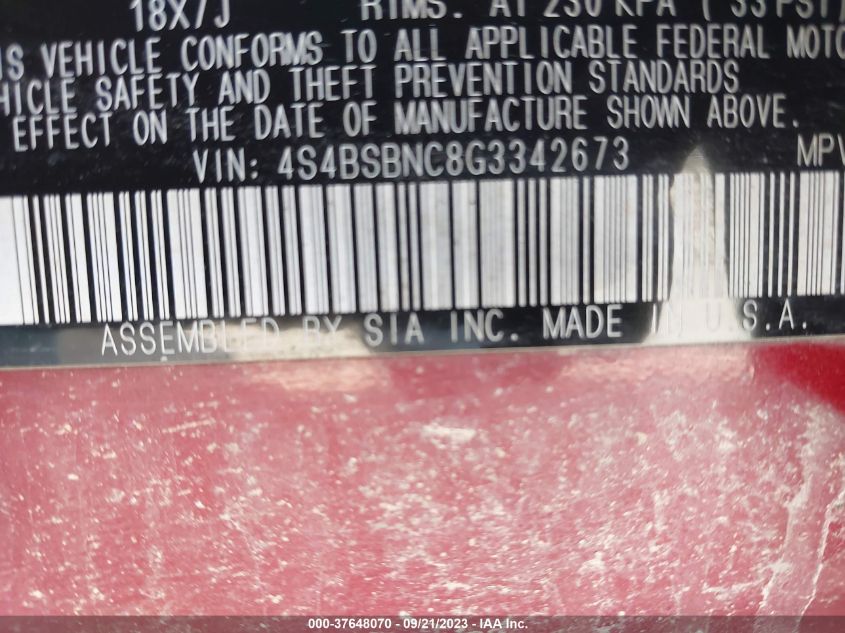 18X7J RIMS. AT 230 KPA ( 33 PSI)
IS VEHICLE CONFORMS TO ALL APPLICABLE FEDERAL MOTO
HICLE SAFETY AND THEFT PREVENTION STANDARDS
EFFECT ON THE DATE OF MANUFACTURE SHOWN ABOVE.
VIN: 4S4BSBNC8G3342673 MPV
ASSEMBLED BY SIA INC. MADE IN U.S.A.
000-37648070 - 09/21/2023 - IAA Inc.